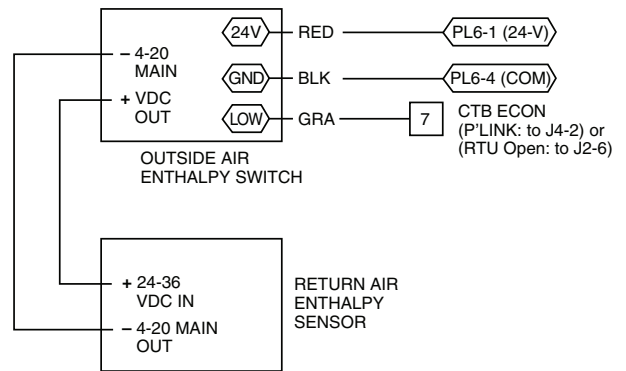 24V RED PL6-1 (24-V)
– 4-20
MAIN
GND BLK PL6-4 (COM)
+ VDC
OUT
LOW GRA 7 CTB ECON
(P'LINK: to J4-2) or
(RTU Open: to J2-6)
OUTSIDE AIR
ENTHALPY SWITCH
+ 24-36
VDC IN
– 4-20 MAIN
OUT
RETURN AIR
ENTHALPY
SENSOR